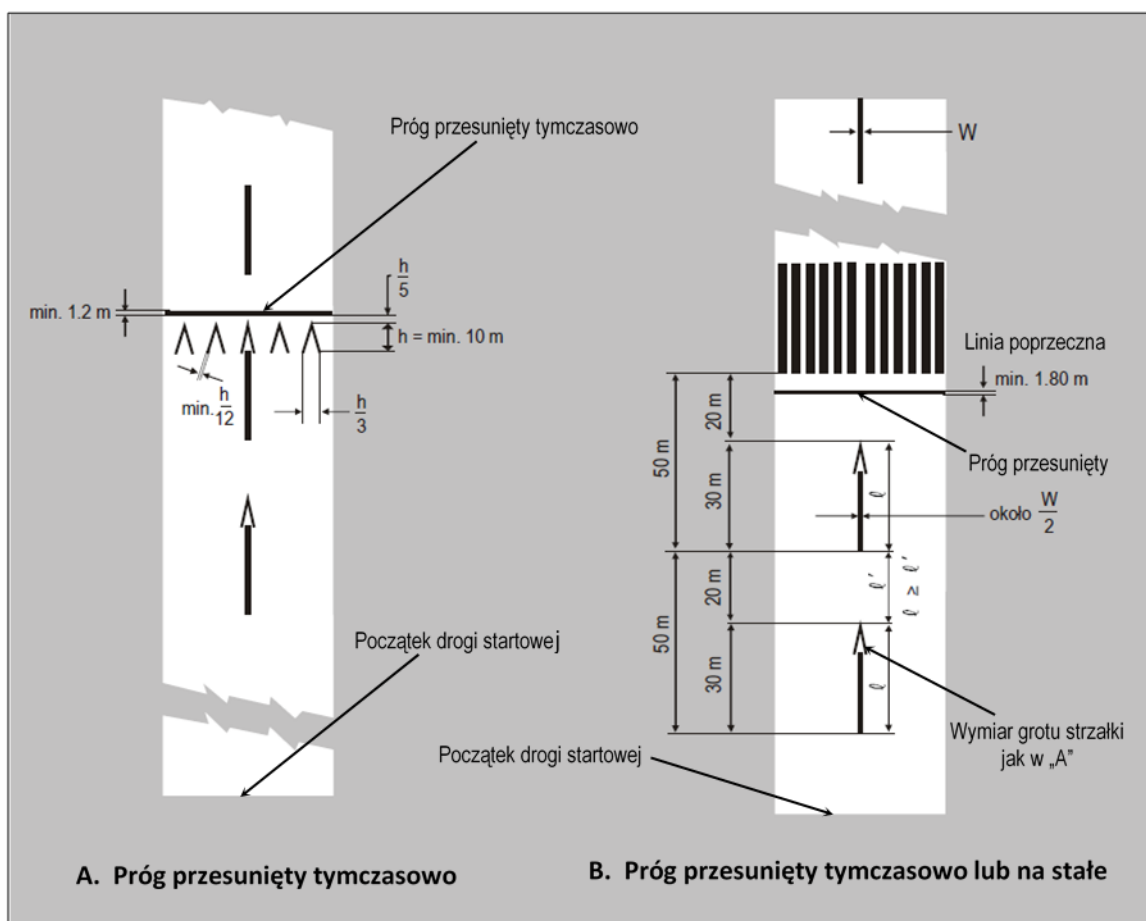 Próg przesunięty tymczasowo
min. 1.2 m
h
5
h = min. 10 m
min. h
12
h
3
Początek drogi startowej
A. Próg przesunięty tymczasowo
W
Linia poprzeczna
min. 1.80 m
20 m
50 m
30 m
ℓ
Próg przesunięty
około W
2
20 m
ℓ′
ℓ ≥ ℓ′
50 m
30 m
ℓ
Wymiar grotu strzałki
jak w „A”
Początek drogi startowej
B. Próg przesunięty tymczasowo lub na stałe